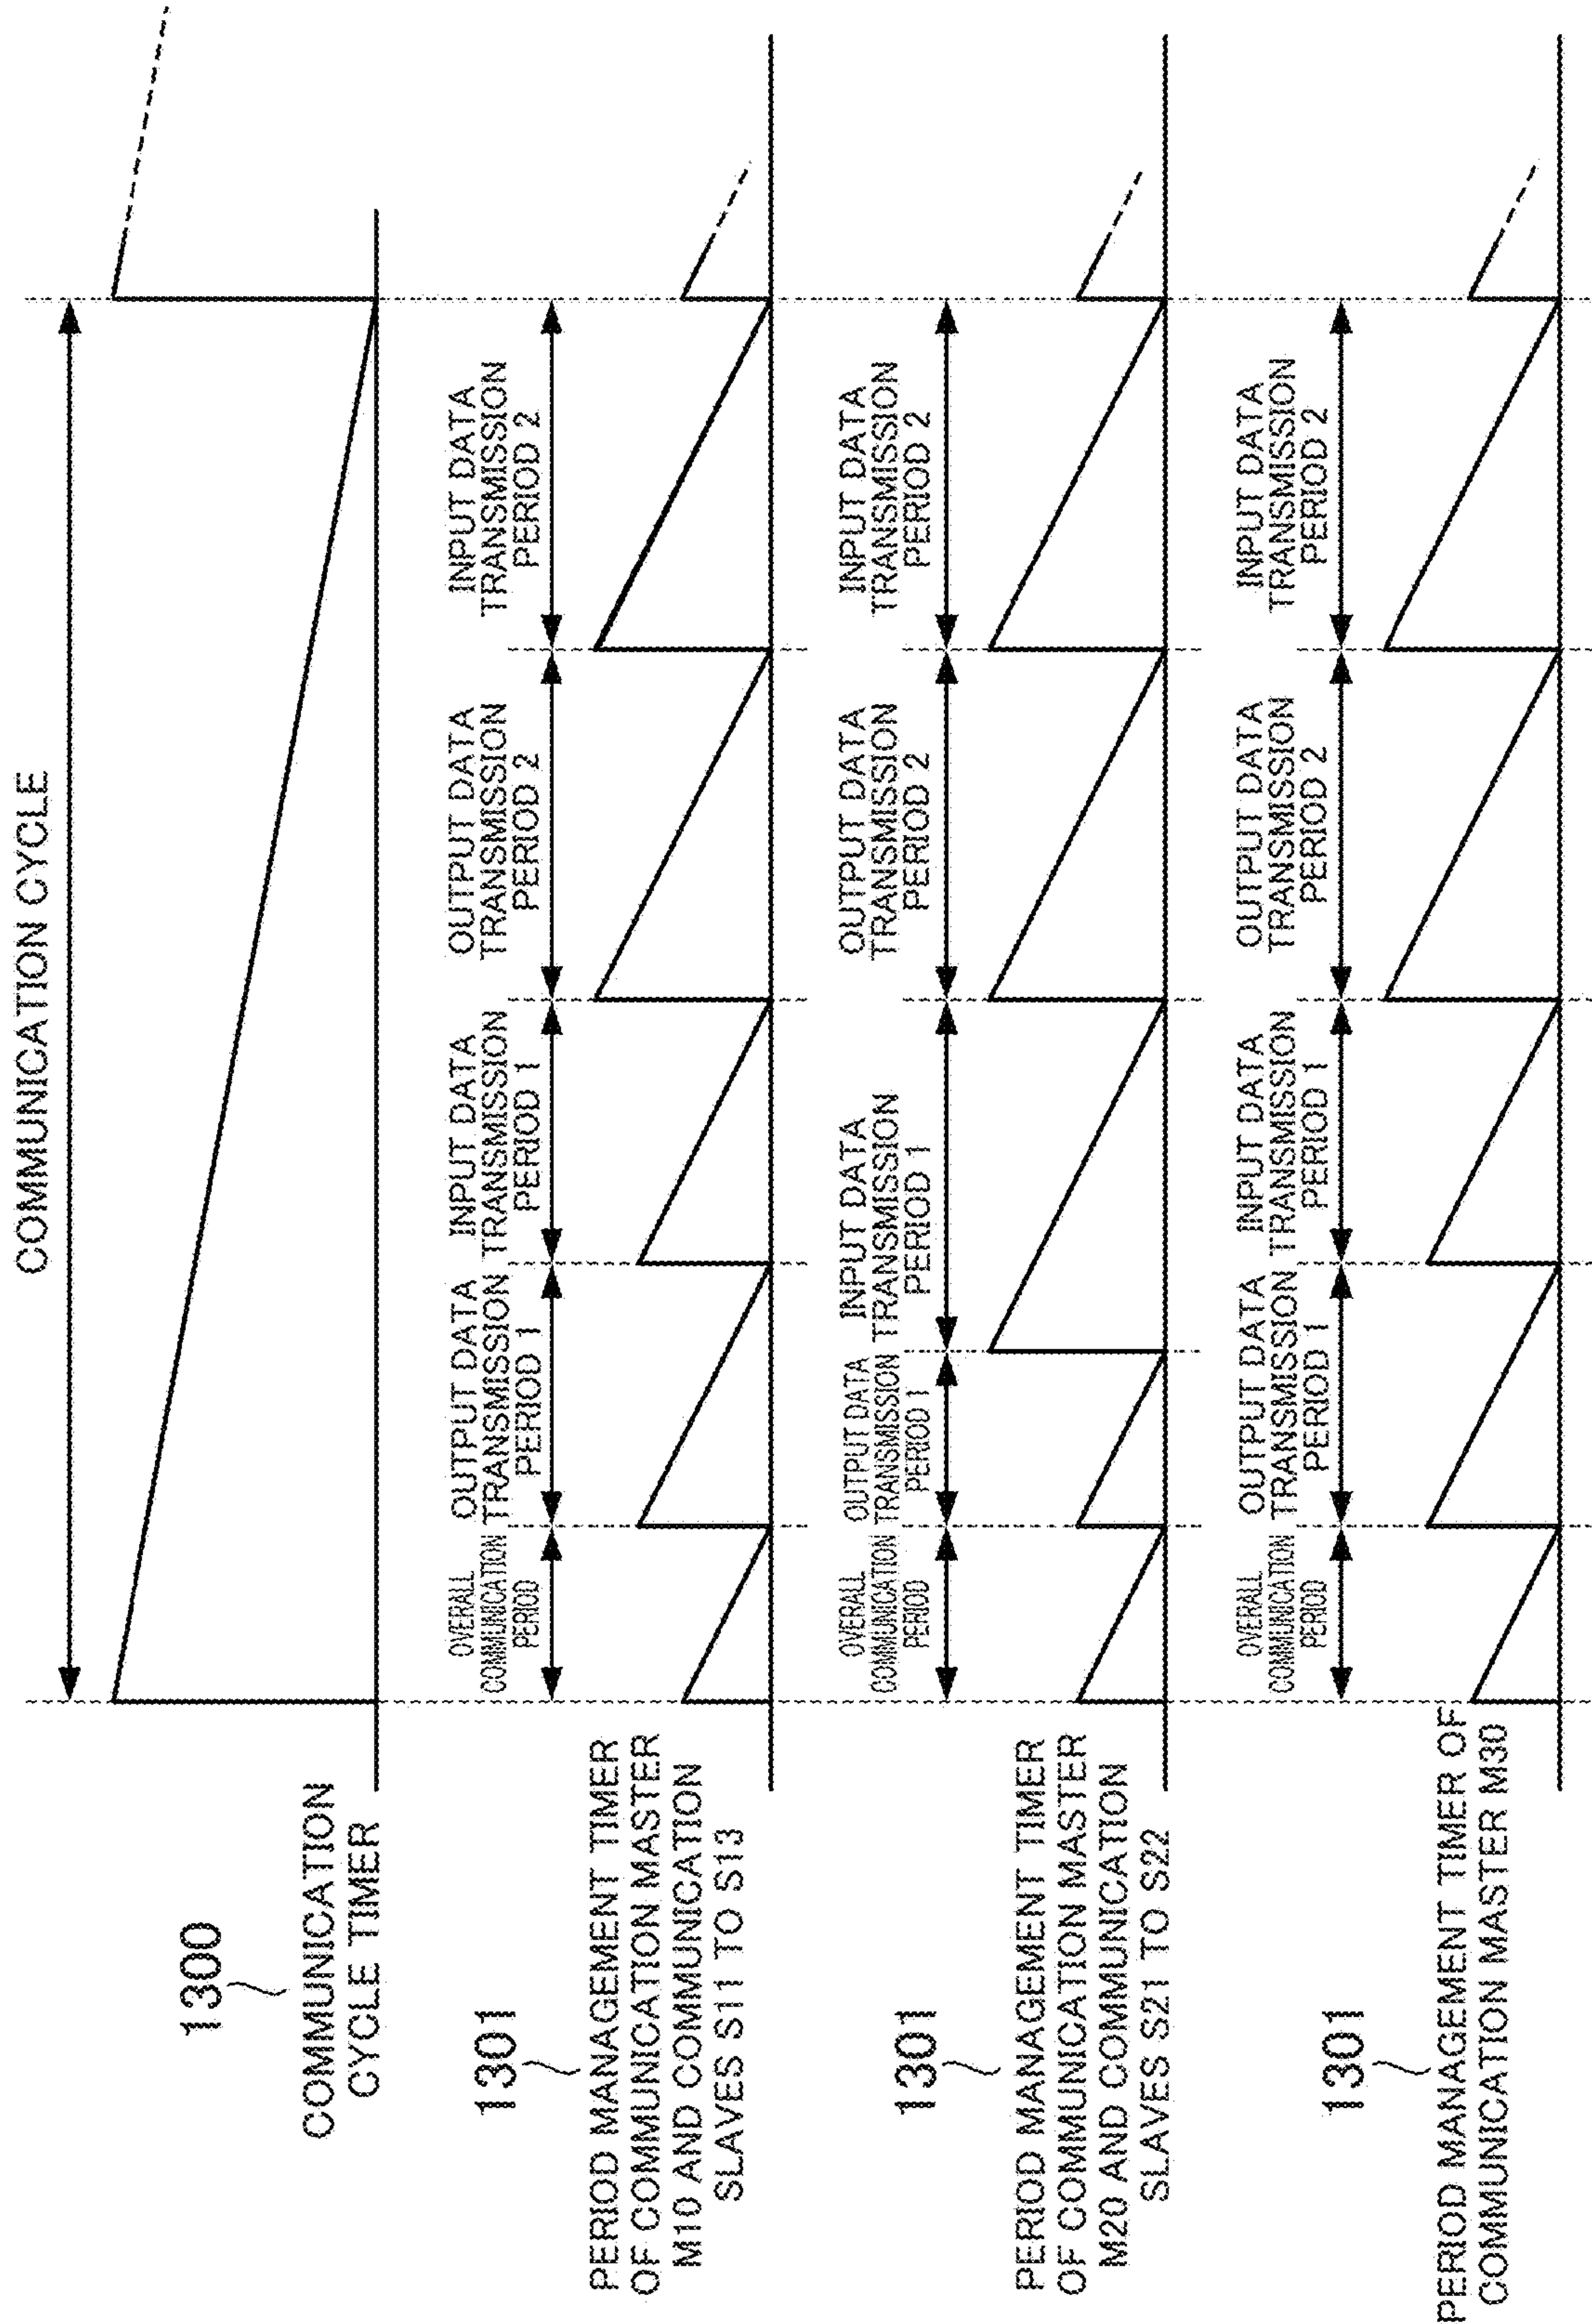 COMMUNICATION CYCLE
1300
COMMUNICATION
CYCLE TIMER
OVERALL
COMMUNICATION
PERIOD
OUTPUT DATA
TRANSMISSION
PERIOD 1
INPUT DATA
TRANSMISSION
PERIOD 1
OUTPUT DATA
TRANSMISSION
PERIOD 2
INPUT DATA
TRANSMISSION
PERIOD 2
1301
PERIOD MANAGEMENT TIMER
OF COMMUNICATION MASTER
M10 AND COMMUNICATION
SLAVES S11 TO S13
OVERALL
COMMUNICATION
PERIOD
OUTPUT DATA
TRANSMISSION
PERIOD 1
INPUT DATA
TRANSMISSION
PERIOD 1
OUTPUT DATA
TRANSMISSION
PERIOD 2
INPUT DATA
TRANSMISSION
PERIOD 2
1301
PERIOD MANAGEMENT TIMER
OF COMMUNICATION MASTER
M20 AND COMMUNICATION
SLAVES S21 TO S22
OVERALL
COMMUNICATION
PERIOD
OUTPUT DATA
TRANSMISSION
PERIOD 1
INPUT DATA
TRANSMISSION
PERIOD 1
OUTPUT DATA
TRANSMISSION
PERIOD 2
INPUT DATA
TRANSMISSION
PERIOD 2
1301
PERIOD MANAGEMENT TIMER OF
COMMUNICATION MASTER M30